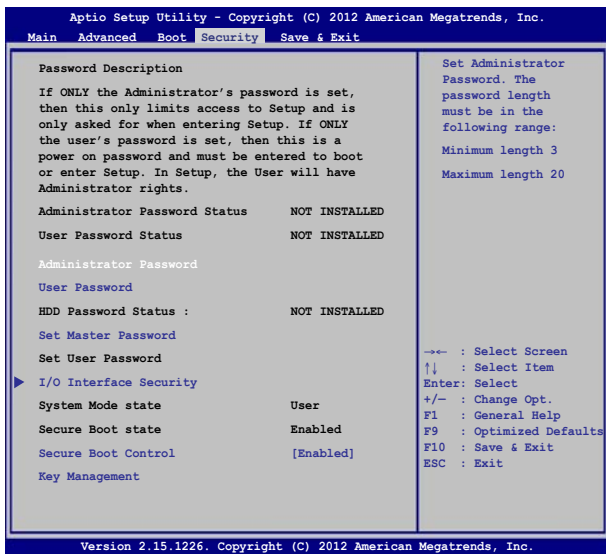 Aptio Setup Utility - Copyright (C) 2012 American Megatrends, Inc.
Main Advanced Boot Security Save & Exit
Password Description
If ONLY the Administrator's password is set,
then this only limits access to Setup and is
only asked for when entering Setup. If ONLY
the user's password is set, then this is a
power on password and must be entered to boot
or enter Setup. In Setup, the User will have
Administrator rights.
Administrator Password Status NOT INSTALLED
User Password Status NOT INSTALLED
Administrator Password
User Password
HDD Password Status : NOT INSTALLED
Set Master Password
Set User Password
I/O Interface Security
System Mode state User
Secure Boot state Enabled
Secure Boot Control [Enabled]
Key Management
Set Administrator
Password. The
password length
must be in the
following range:
Minimum length 3
Maximum length 20
→← : Select Screen
↑↓ : Select Item
Enter: Select
+/— : Change Opt.
F1 : General Help
F9 : Optimized Defaults
F10 : Save & Exit
ESC : Exit
Version 2.15.1226. Copyright (C) 2012 American Megatrends, Inc.